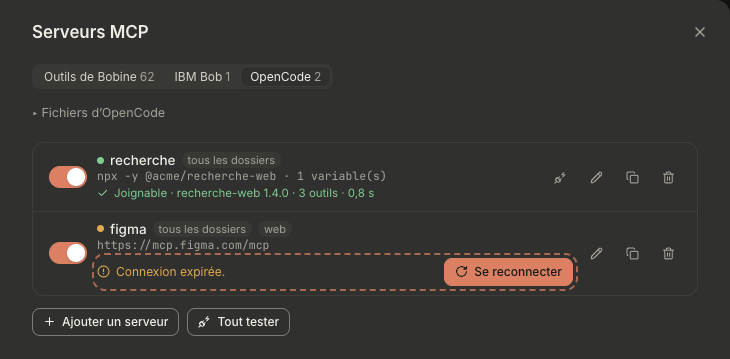 Serveurs MCP
Outils de Bobine 62 IBM Bob 1 OpenCode 2
Fichiers d'OpenCode
recherche tous les dossiers
npx -y @acme/recherche-web · 1 variable(s)
Joignable · recherche-web 1.4.0 · 3 outils · 0,8 s
figma tous les dossiers web
https://mcp.figma.com/mcp
Connexion expirée. Se reconnecter
Ajouter un serveur Tout tester